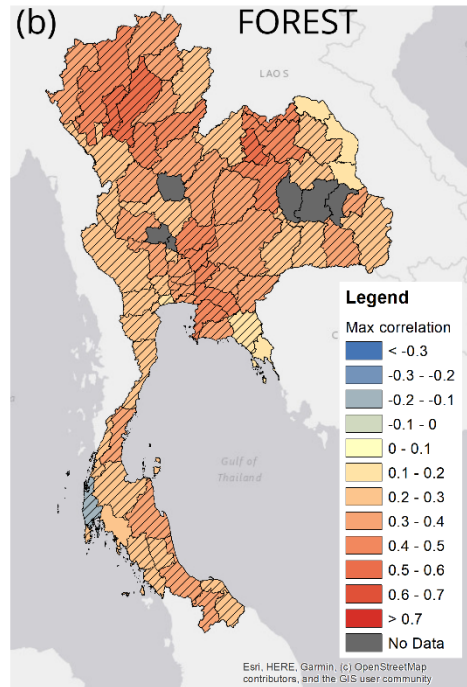 (b)
FOREST
LAOS
Gulf of
Thailand
Legend
Max correlation
< -0.3
-0.3 - -0.2
-0.2 - -0.1
-0.1 - 0
0 - 0.1
0.1 - 0.2
0.2 - 0.3
0.3 - 0.4
0.4 - 0.5
0.5 - 0.6
0.6 - 0.7
> 0.7
No Data
Esri, HERE, Garmin, (c) OpenStreetMap
contributors, and the GIS user community